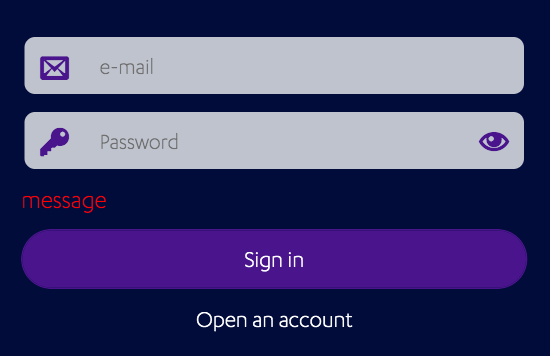 e-mail
Password
message
Sign in
Open an account